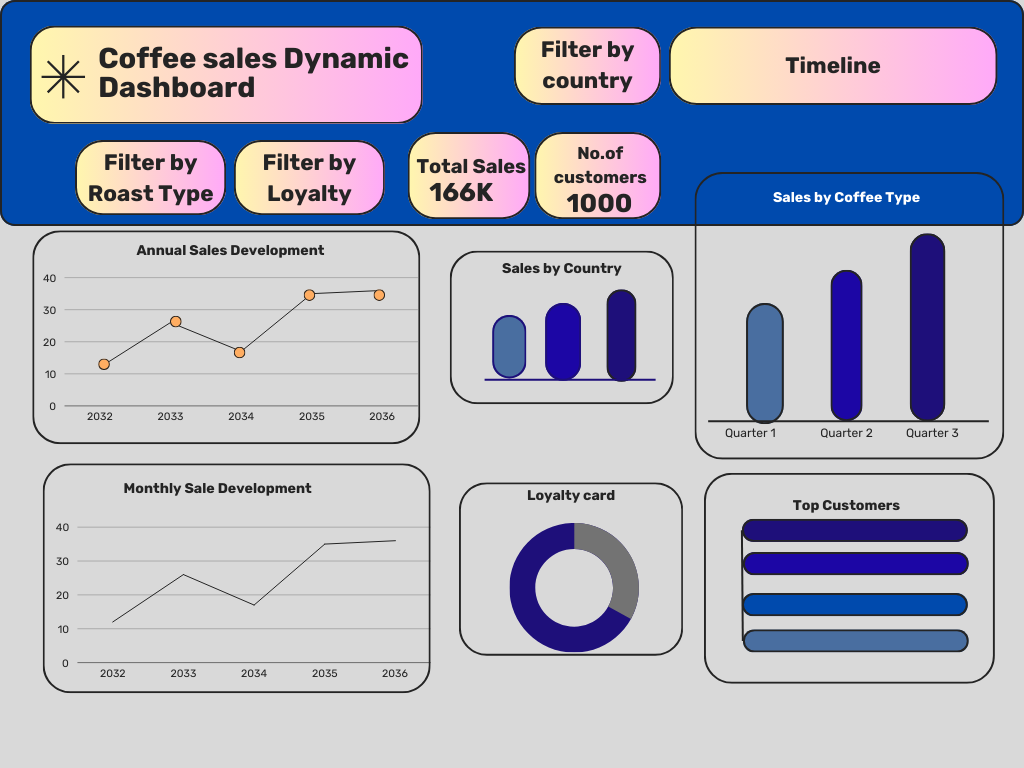 Coffee sales Dynamic
Dashboard
Filter by
country
Timeline
Filter by
Roast Type
Filter by
Loyalty
Total Sales
166K
No.of
customers
1000
Sales by Coffee Type
Quarter 1
Quarter 2
Quarter 3
Annual Sales Development
40
30
20
10
0
2032
2033
2034
2035
2036
Sales by Country
Monthly Sale Development
40
30
20
10
0
2032
2033
2034
2035
2036
Loyalty card
Top Customers